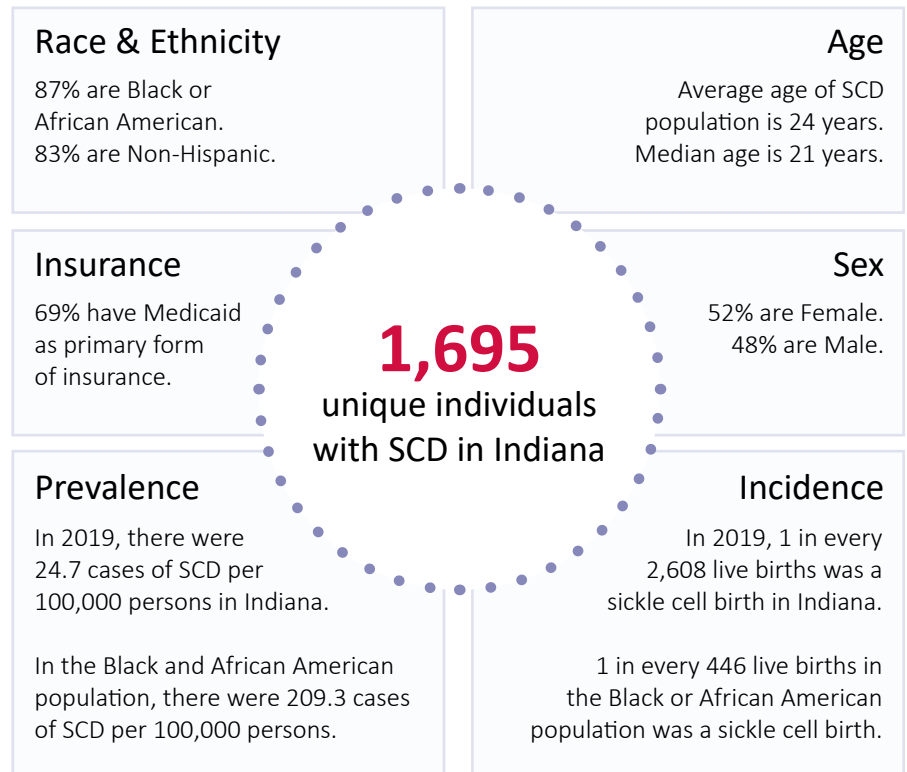 Race & Ethnicity
87% are Black or
African American.
83% are Non-Hispanic.
Age
Average age of SCD
population is 24 years.
Median age is 21 years.
Insurance
69% have Medicaid
as primary form
of insurance.
Sex
52% are Female.
48% are Male.
1,695
unique individuals
with SCD in Indiana
Prevalence
In 2019, there were
24.7 cases of SCD per
100,000 persons in Indiana.
In the Black and African American
population, there were 209.3 cases
of SCD per 100,000 persons.
Incidence
In 2019, 1 in every
2,608 live births was a
sickle cell birth in Indiana.
1 in every 446 live births in
the Black or African American
population was a sickle cell birth.